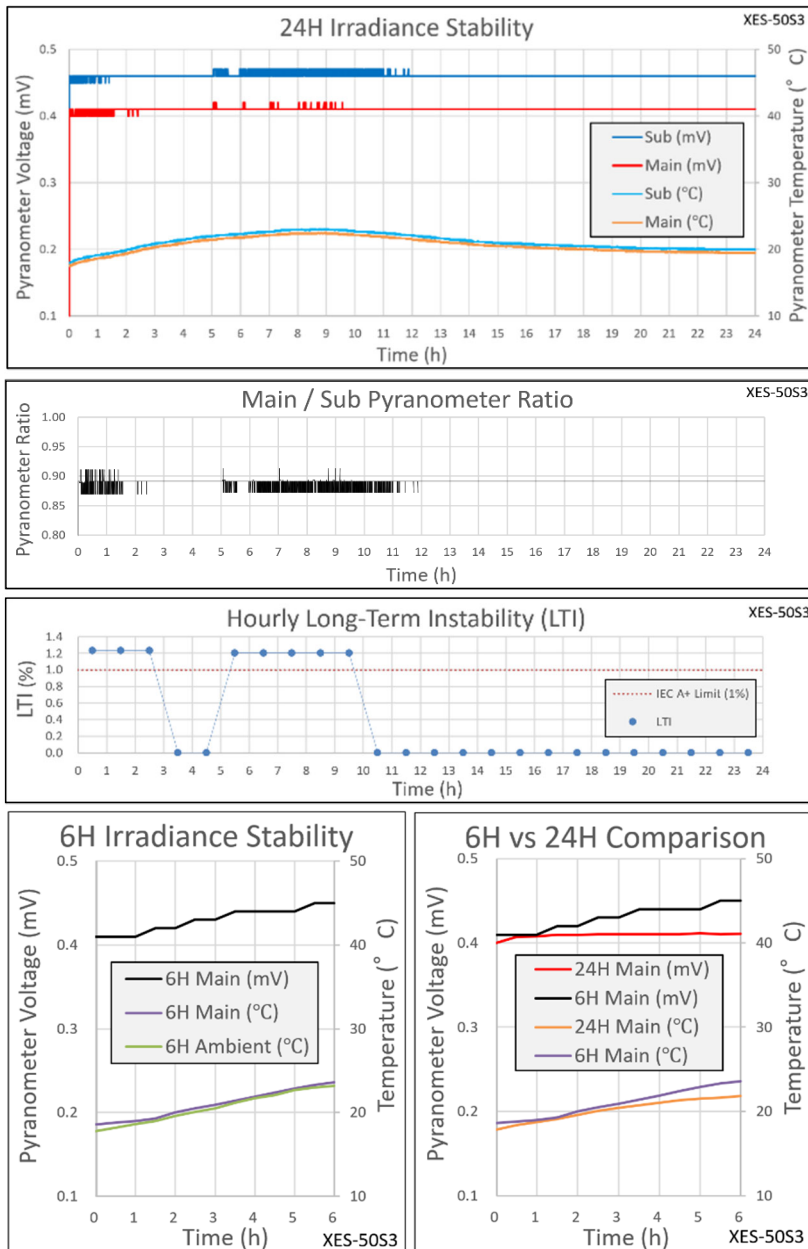 24H Irradiance Stability
XES-50S3
Pyranometer Voltage (mV)
0.5
0.4
0.3
0.2
0.1
Pyranometer Temperature (° C)
50
40
30
20
10
Sub (mV)
Main (mV)
Sub (℃)
Main (℃)
0 1 2 3 4 5 6 7 8 9 10 11 12 13 14 15 16 17 18 19 20 21 22 23 24
Time (h)
Main / Sub Pyranometer Ratio
XES-50S3
Pyranometer Ratio
1.00
0.95
0.90
0.85
0.80
0 1 2 3 4 5 6 7 8 9 10 11 12 13 14 15 16 17 18 19 20 21 22 23 24
Time (h)
Hourly Long-Term Instability (LTI)
XES-50S3
LTI (%)
1.4
1.2
1.0
0.8
0.6
0.4
0.2
0.0
IEC A+ Limit (1%)
LTI
0 1 2 3 4 5 6 7 8 9 10 11 12 13 14 15 16 17 18 19 20 21 22 23 24
Time (h)
6H Irradiance Stability
Pyranometer Voltage (mV)
0.5
0.4
0.3
0.2
0.1
Temperature (° C)
50
40
30
20
10
6H Main (mV)
6H Main (℃)
6H Ambient (℃)
0 1 2 3 4 5 6
Time (h)
XES-50S3
6H vs 24H Comparison
Pyranometer Voltage (mV)
0.5
0.4
0.3
0.2
0.1
Temperature (° C)
50
40
30
20
10
24H Main (mV)
6H Main (mV)
24H Main (℃)
6H Main (℃)
0 1 2 3 4 5 6
Time (h)
XES-50S3